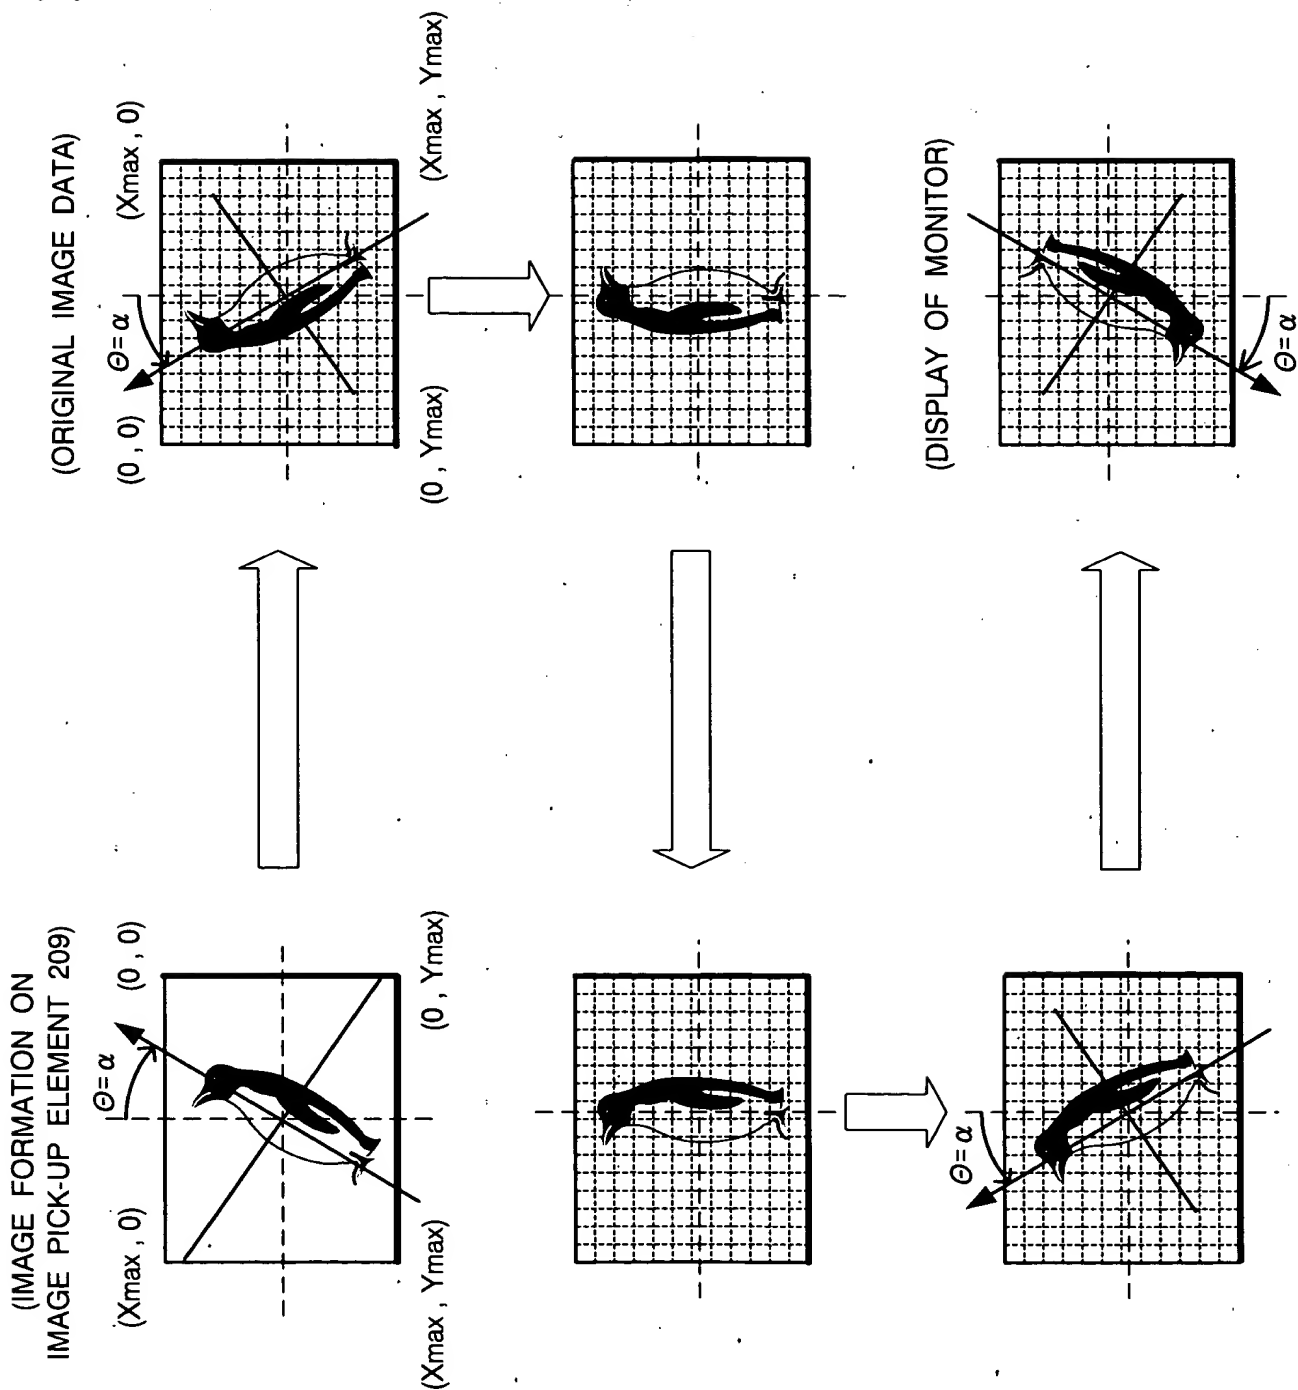 (IMAGE FORMATION ON
IMAGE PICK-UP ELEMENT 209)
(Xmax , 0)
Θ= α
(0 , 0)
(Xmax , Ymax)
(0 , Ymax)
(ORIGINAL IMAGE DATA)
(0 , 0)
Θ= α
(Xmax , 0)
(0 , Ymax)
(Xmax , Ymax)
Θ= α
(DISPLAY OF MONITOR)
Θ= α